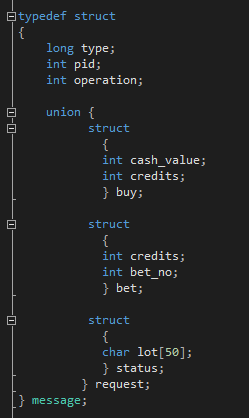 typedef struct
{
long type;
int pid;
int operation;
union {
struct
{
int cash_value;
int credits;
} buy;
struct
{
int credits;
int bet_no;
} bet;
struct
{
char lot[50];
} status;
} request;
} message;